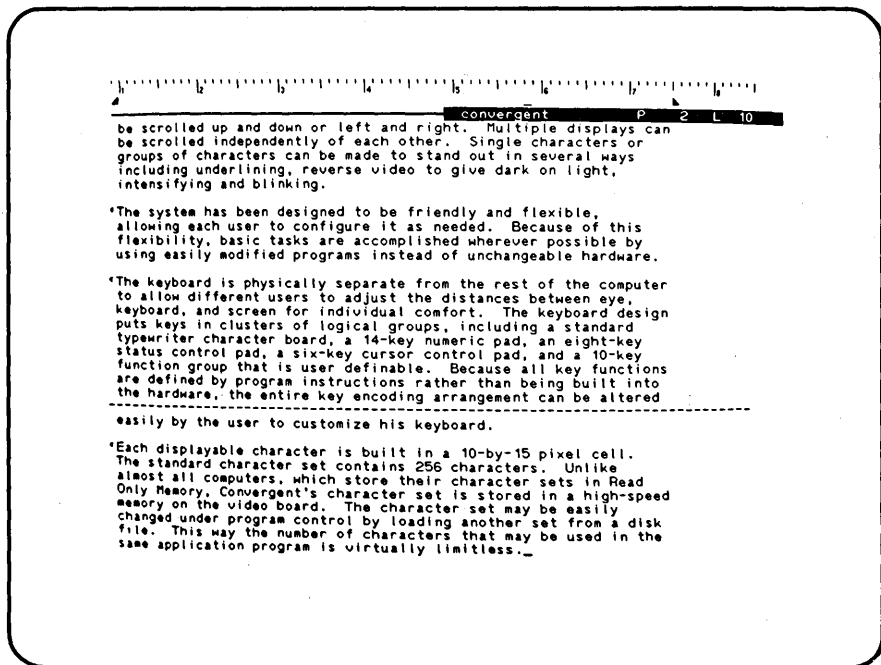 1 2 3 4 5 6 7 8
convergent P 2 L 10
be scrolled up and down or left and right. Multiple displays can
be scrolled independently of each other. Single characters or
groups of characters can be made to stand out in several ways
including underlining, reverse video to give dark on light,
intensifying and blinking.
The system has been designed to be friendly and flexible,
allowing each user to configure it as needed. Because of this
flexibility, basic tasks are accomplished wherever possible by
using easily modified programs instead of unchangeable hardware.
The keyboard is physically separate from the rest of the computer
to allow different users to adjust the distances between eye,
keyboard, and screen for individual comfort. The keyboard design
puts keys in clusters of logical groups, including a standard
typewriter character board, a 14-key numeric pad, an eight-key
status control pad, a six-key cursor control pad, and a 10-key
function group that is user definable. Because all key functions
are defined by program instructions rather than being built into
the hardware, the entire key encoding arrangement can be altered
easily by the user to customize his keyboard.
Each displayable character is built in a 10-by-15 pixel cell.
The standard character set contains 256 characters. Unlike
almost all computers, which store their character sets in Read
Only Memory, Convergent's character set is stored in a high-speed
memory on the video board. The character set may be easily
changed under program control by loading another set from a disk
file. This way the number of characters that may be used in the
same application program is virtually limitless._